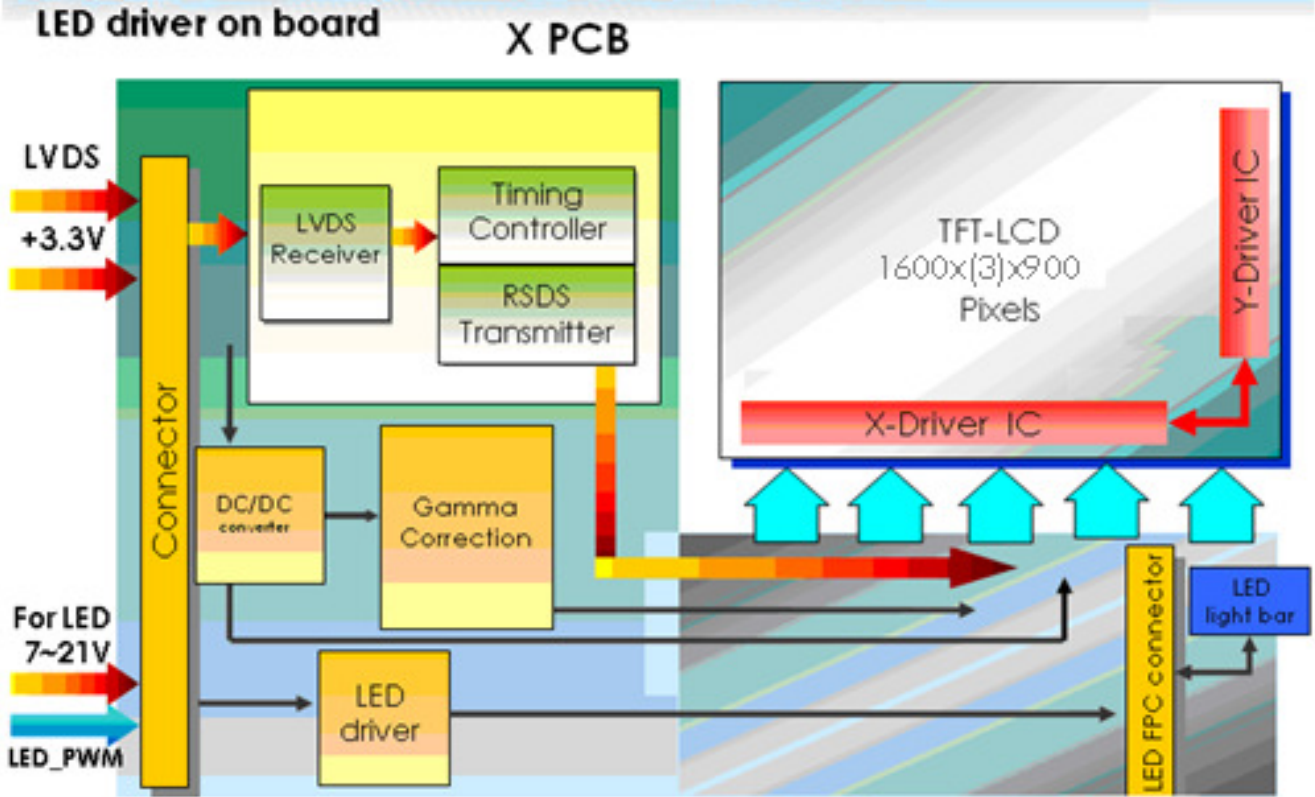 LED driver on board
X PCB
LVDS
+3.3V
Connector
LVDS
Receiver
Timing
Controller
RSDS
Transmitter
TFT-LCD
1600x(3)x900
Pixels
Y-Driver IC
X-Driver IC
DC/DC
converter
Gamma
Correction
For LED
7~21V
LED_PWM
LED
driver
LED FPC connector
LED
light bar